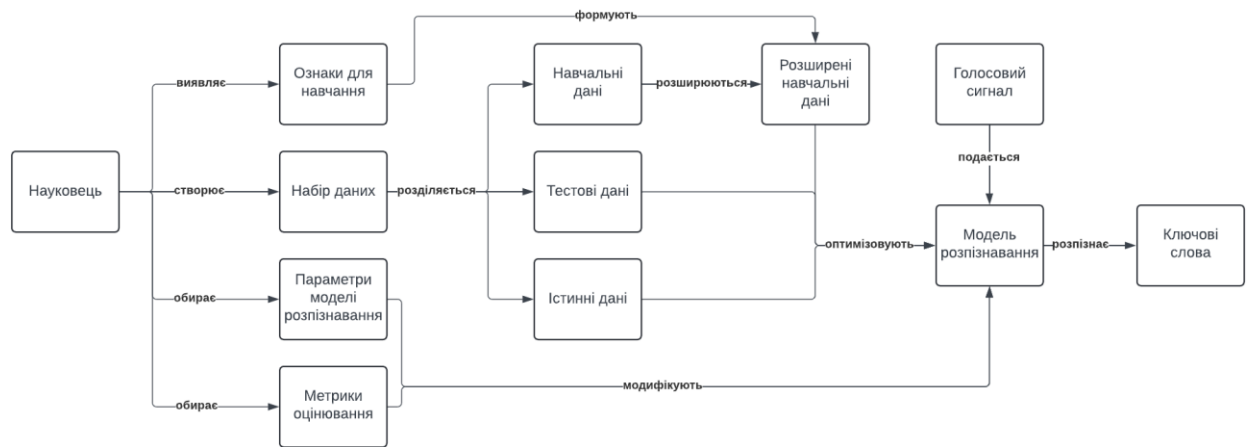 формують
Ознаки для
навчання
Навчальні
дані
Розширені
навчальні
дані
Голосовий
сигнал
виявляє
розширюються
подається
Науковець
створює
Набір даних
розділяється
Тестові дані
оптимізовують
Модель
розпізнавання
розпізнає
Ключові
слова
обирає
Параметри
моделі
розпізнавання
Істинні дані
модифікують
обирає
Метрики
оцінювання